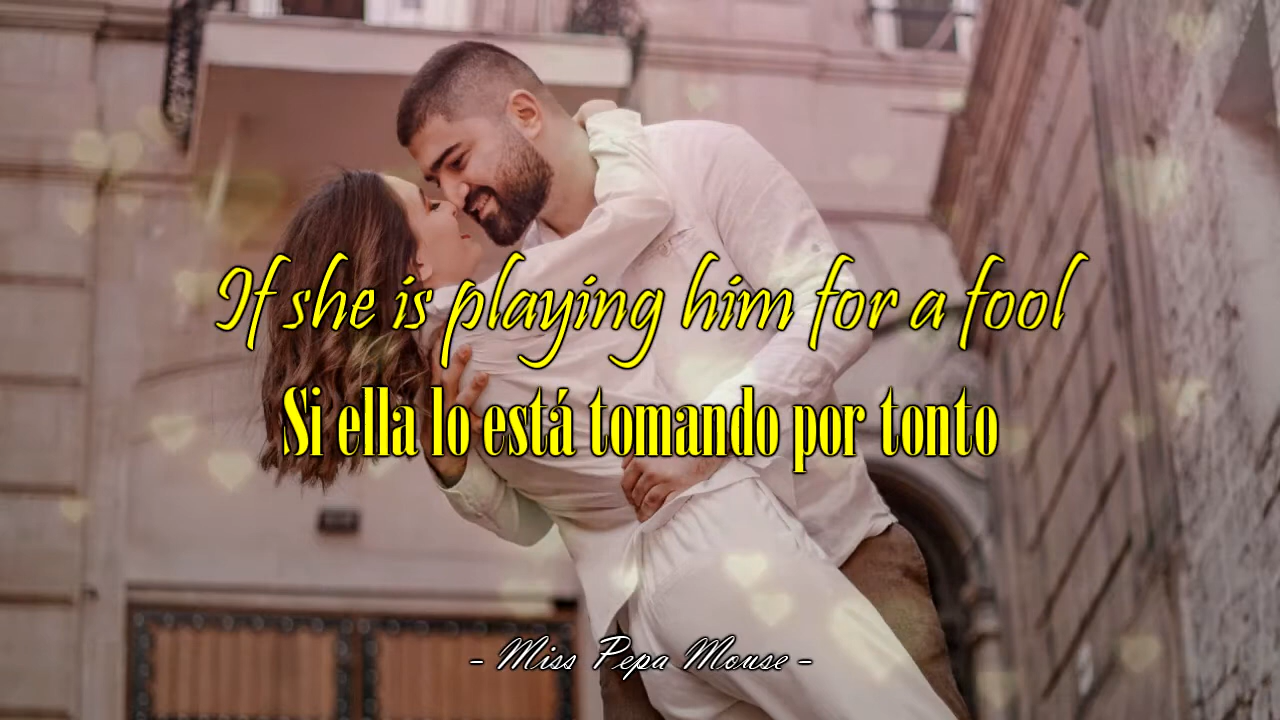 If she is playing him for a fool
Si ella lo está tomando por tonto
- Miss Pepa Mouse -